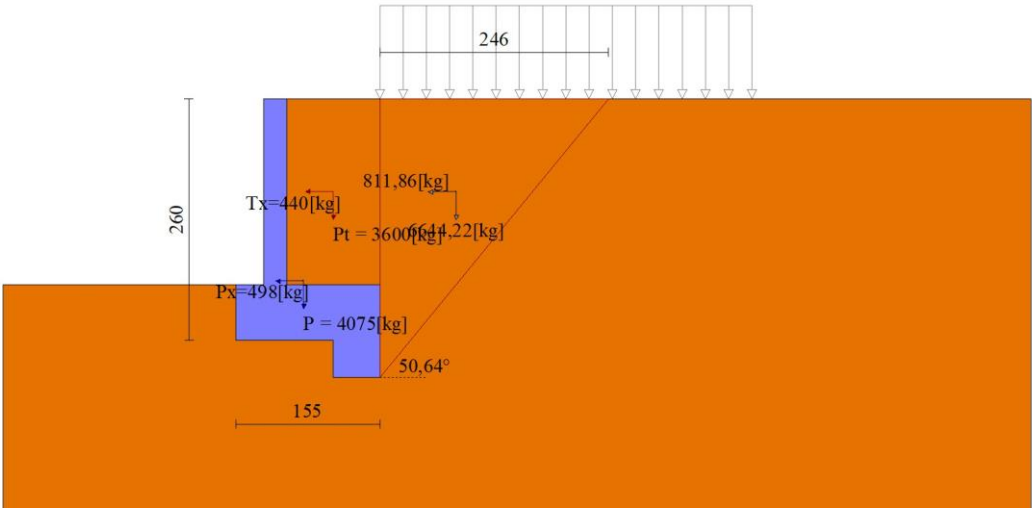 246
811,86[kg]
Tx=440[kg]
260
Pt = 3600[kg]
6644,22[kg]
Px=498[kg]
P = 4075[kg]
50,64°
155